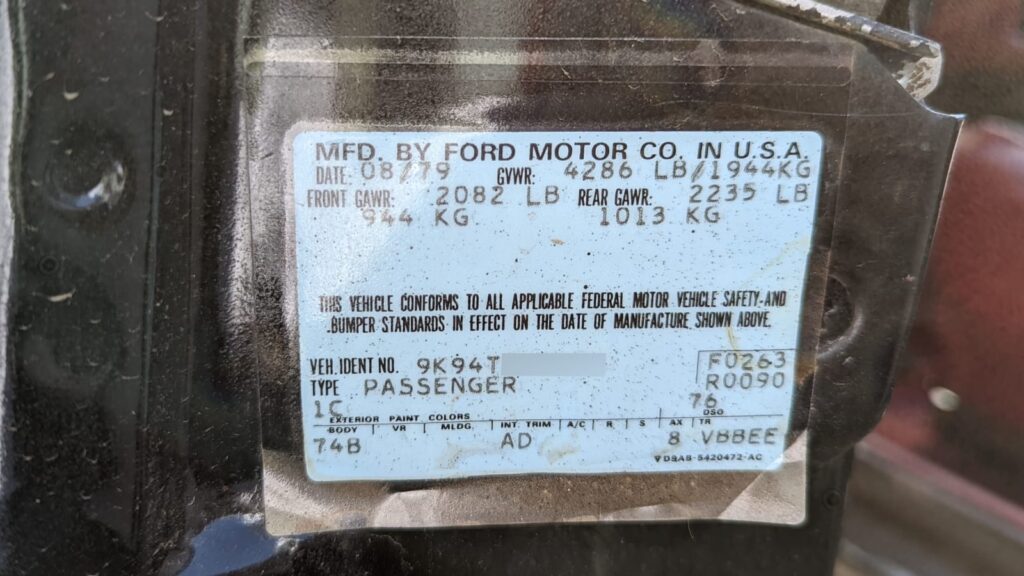 MFD. BY FORD MOTOR CO. IN U.S.A.
DATE: 08/79 GVWR: 4286 LB/1944KG
FRONT GAWR: 2082 LB REAR GAWR: 2235 LB
944 KG 1013 KG
THIS VEHICLE CONFORMS TO ALL APPLICABLE FEDERAL MOTOR VEHICLE SAFETY AND
BUMPER STANDARDS IN EFFECT ON THE DATE OF MANUFACTURE SHOWN ABOVE.
VEH. IDENT NO. 9K94T F0263
TYPE PASSENGER R0090
1C 76
EXTERIOR PAINT COLORS DSO
BODY VR MLDG. INT. TRIM A/C R S AX TR
74B AD 8 VBBEE
D9AB-5420472-AC